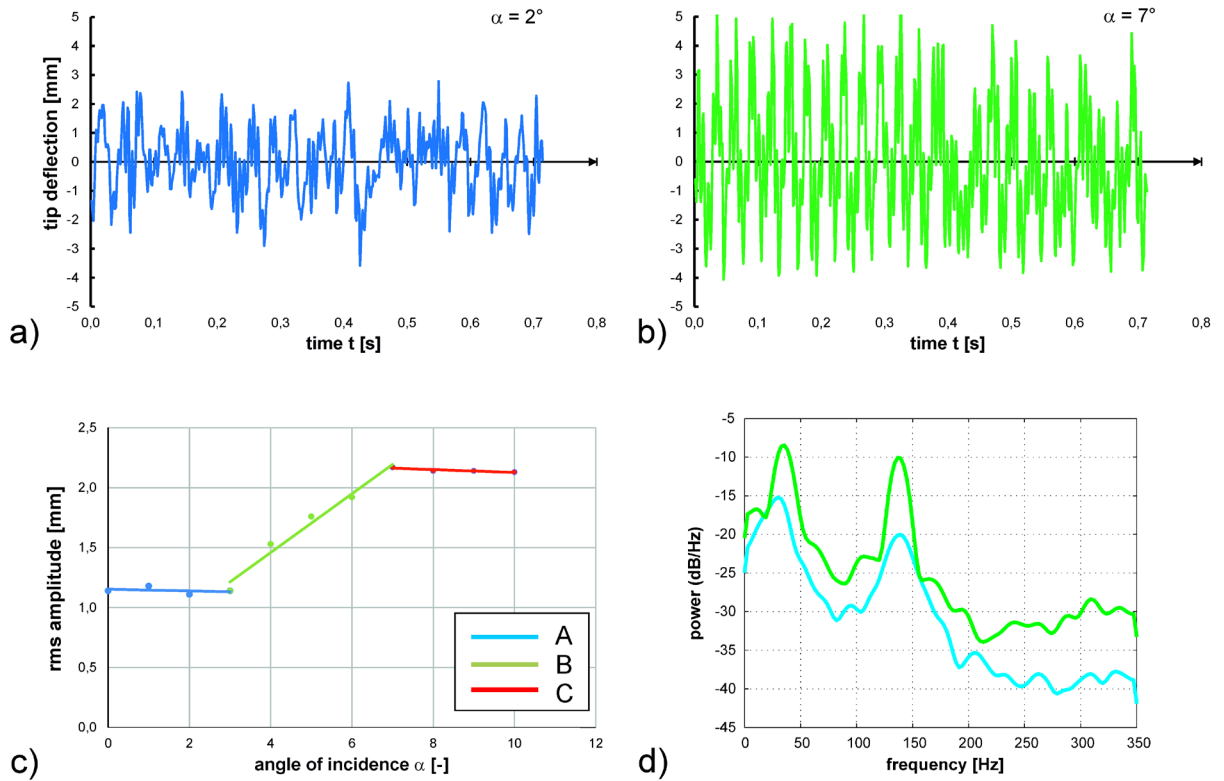 α = 2°
tip deflection [mm]
5
4
3
2
1
0
-1
-2
-3
-4
5
0,0 0,1 0,2 0,3 0,4 0,5 0,6 0,7 0,8
time t [s]
a)
α = 7°
5
4
3
2
1
0
-1
-2
-3
-4
5
0,0 0,1 0,2 0,3 0,4 0,5 0,6 0,7 0,8
time t [s]
b)
rms amplitude [mm]
2,5
2,0
1,5
1,0
0,5
0,0
0 2 4 6 8 10 12
angle of incidence α [-]
A
B
C
c)
power (dB/Hz)
-5
-10
-15
-20
-25
-30
-35
-40
-45
0 50 100 150 200 250 300 350
frequency [Hz]
d)